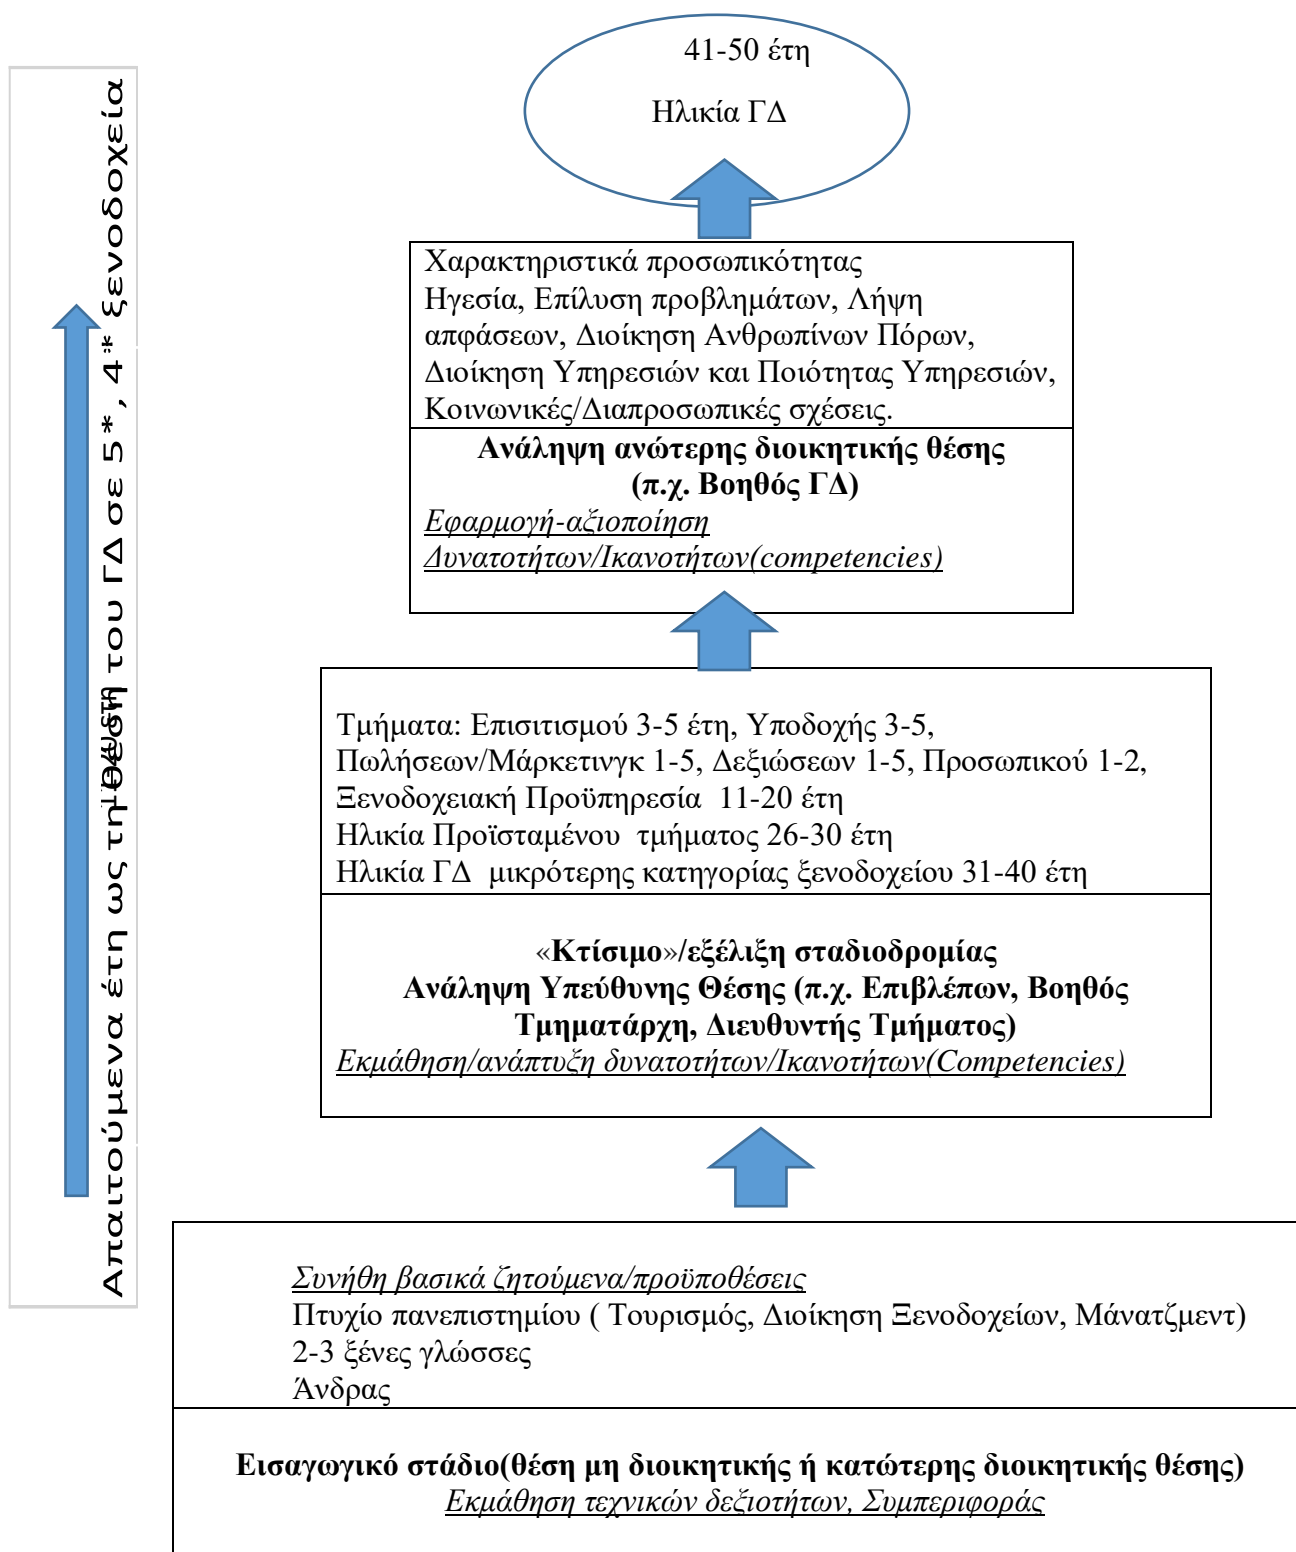 41-50 έτη
Ηλικία ΓΔ
Χαρακτηριστικά προσωπικότητας
Ηγεσία, Επίλυση προβλημάτων, Λήψη
απφάσεων, Διοίκηση Ανθρωπίνων Πόρων,
Διοίκηση Υπηρεσιών και Ποιότητας Υπηρεσιών,
Κοινωνικές/Διαπροσωπικές σχέσεις.
Ανάληψη ανώτερης διοικητικής θέσης
(π.χ. Βοηθός ΓΔ)
Εφαρμογή-αξιοποίηση
Δυνατοτήτων/Ικανοτήτων(competencies)
Τμήματα: Επισιτισμού 3-5 έτη, Υποδοχής 3-5,
Πωλήσεων/Μάρκετινγκ 1-5, Δεξιώσεων 1-5, Προσωπικού 1-2,
Ξενοδοχειακή Προϋπηρεσία 11-20 έτη
Ηλικία Προϊσταμένου τμήματος 26-30 έτη
Ηλικία ΓΔ μικρότερης κατηγορίας ξενοδοχείου 31-40 έτη
«Κτίσιμο»/εξέλιξη σταδιοδρομίας
Ανάληψη Υπεύθυνης Θέσης (π.χ. Επιβλέπων, Βοηθός
Τμηματάρχη, Διευθυντής Τμήματος)
Εκμάθηση/ανάπτυξη δυνατοτήτων/Ικανοτήτων(Competencies)
Συνήθη βασικά ζητούμενα/προϋποθέσεις
Πτυχίο πανεπιστημίου ( Τουρισμός, Διοίκηση Ξενοδοχείων, Μάνατζμεντ)
2-3 ξένες γλώσσες
Άνδρας
Εισαγωγικό στάδιο(θέση μη διοικητικής ή κατώτερης διοικητικής θέσης)
Εκμάθηση τεχνικών δεξιοτήτων, Συμπεριφοράς
Απαιτούμενα έτη ως τη θέση του ΓΔ σε 5*, 4* ξενοδοχεία